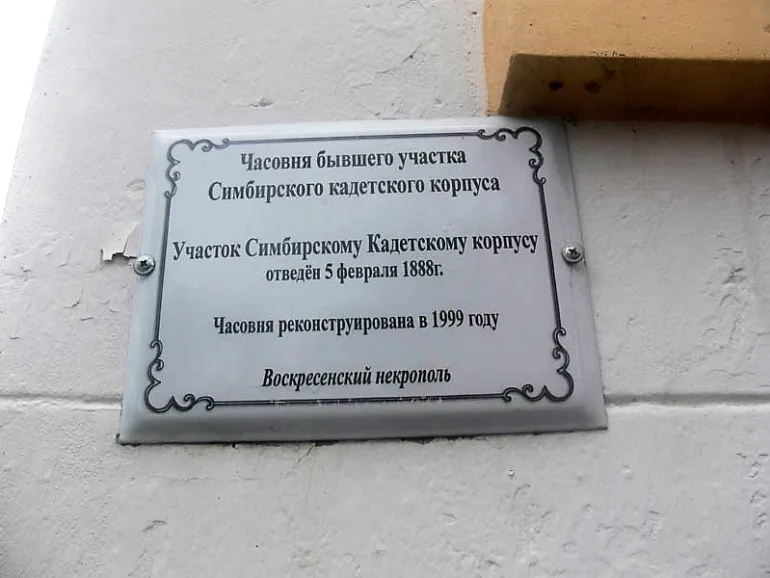 Часовня бывшего участка
Симбирского кадетского корпуса
Участок Симбирскому Кадетскому корпусу
отведён 5 февраля 1888г.
Часовня реконструирована в 1999 году
Воскресенский некрополь